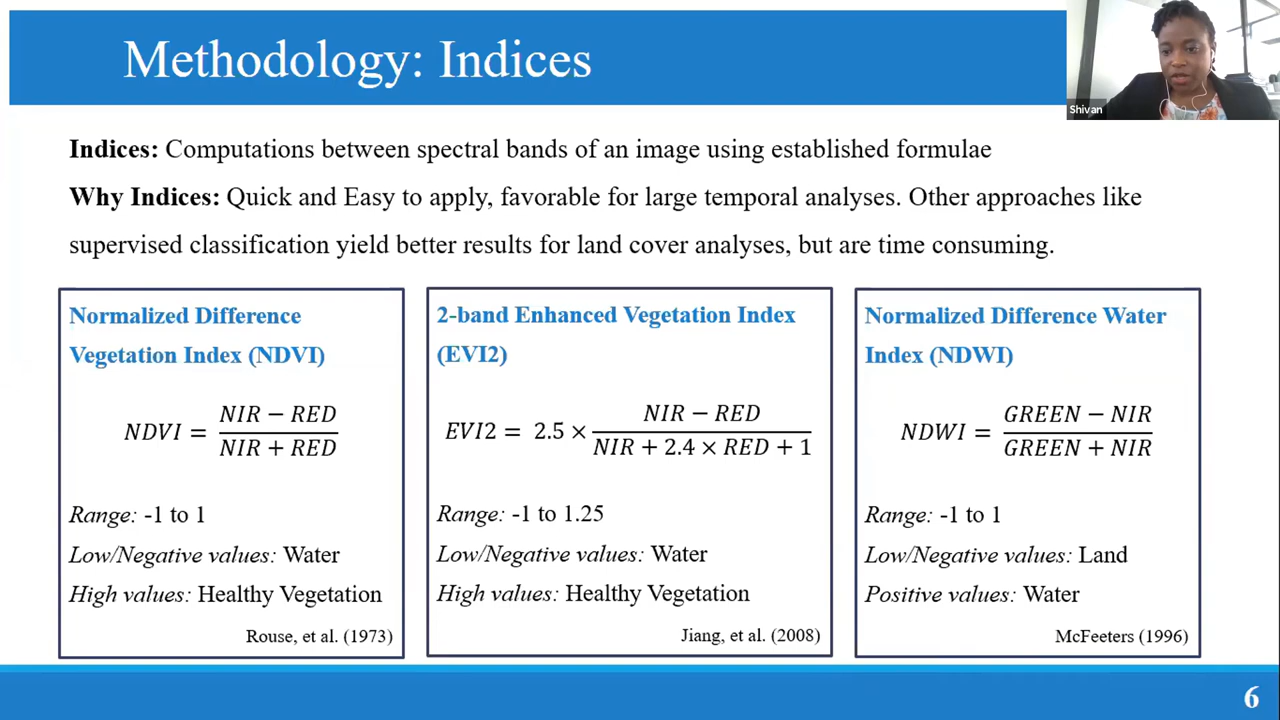 Methodology: Indices
Shivan
Indices: Computations between spectral bands of an image using established formulae
Why Indices: Quick and Easy to apply, favorable for large temporal analyses. Other approaches like
supervised classification yield better results for land cover analyses, but are time consuming.
Normalized Difference
Vegetation Index (NDVI)
NDVI = (NIR − RED) / (NIR + RED)
Range: -1 to 1
Low/Negative values: Water
High values: Healthy Vegetation
Rouse, et al. (1973)
2-band Enhanced Vegetation Index
(EVI2)
EVI2 = 2.5 × (NIR − RED) / (NIR + 2.4 × RED + 1)
Range: -1 to 1.25
Low/Negative values: Water
High values: Healthy Vegetation
Jiang, et al. (2008)
Normalized Difference Water
Index (NDWI)
NDWI = (GREEN − NIR) / (GREEN + NIR)
Range: -1 to 1
Low/Negative values: Land
Positive values: Water
McFeeters (1996)
6